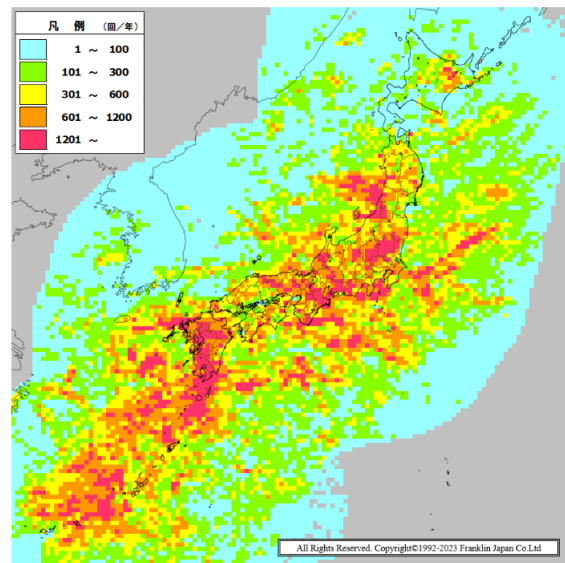 凡 例 (回/年)
1 ～ 100
101 ～ 300
301 ～ 600
601 ～ 1200
1201 ～
All Rights Reserved. Copyright©1992-2023 Franklin Japan Co.Ltd